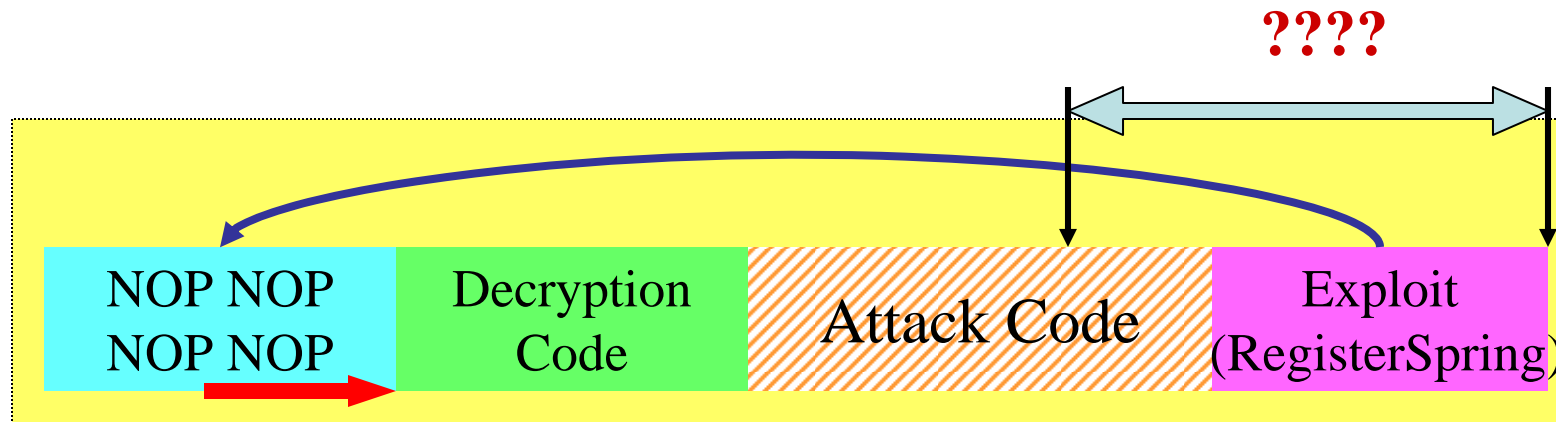 ????
NOP NOP
NOP NOP
Decryption
Code
Attack Code
Exploit
(RegisterSpring)